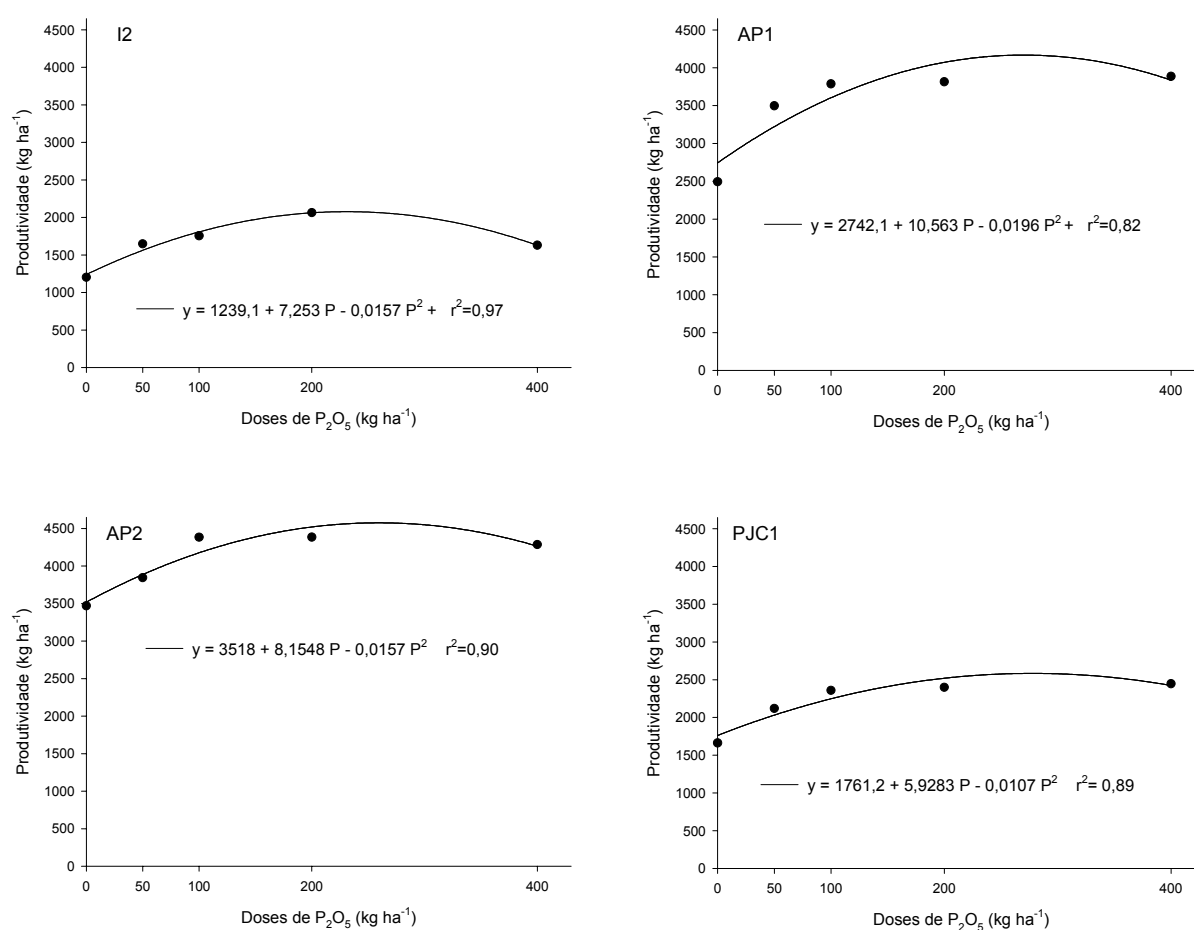 I2
4500
4000
3500
3000
2500
2000
1500
1000
500
0
Produtividade (kg ha⁻¹)
y = 1239,1 + 7,253 P - 0,0157 P² + r²=0,97
0 50 100 200 400
Doses de P₂O₅ (kg ha⁻¹)
AP1
4500
4000
3500
3000
2500
2000
1500
1000
500
0
Produtividade (kg ha⁻¹)
y = 2742,1 + 10,563 P - 0,0196 P² + r²=0,82
0 50 100 200 400
Doses de P₂O₅ (kg ha⁻¹)
AP2
4500
4000
3500
3000
2500
2000
1500
1000
500
0
Produtividade (kg ha⁻¹)
y = 3518 + 8,1548 P - 0,0157 P² r²=0,90
0 50 100 200 400
Doses de P₂O₅ (kg ha⁻¹)
PJC1
4500
4000
3500
3000
2500
2000
1500
1000
500
0
Produtividade (kg ha⁻¹)
y = 1761,2 + 5,9283 P - 0,0107 P² r²= 0,89
0 50 100 200 400
Doses de P₂O₅ (kg ha⁻¹)